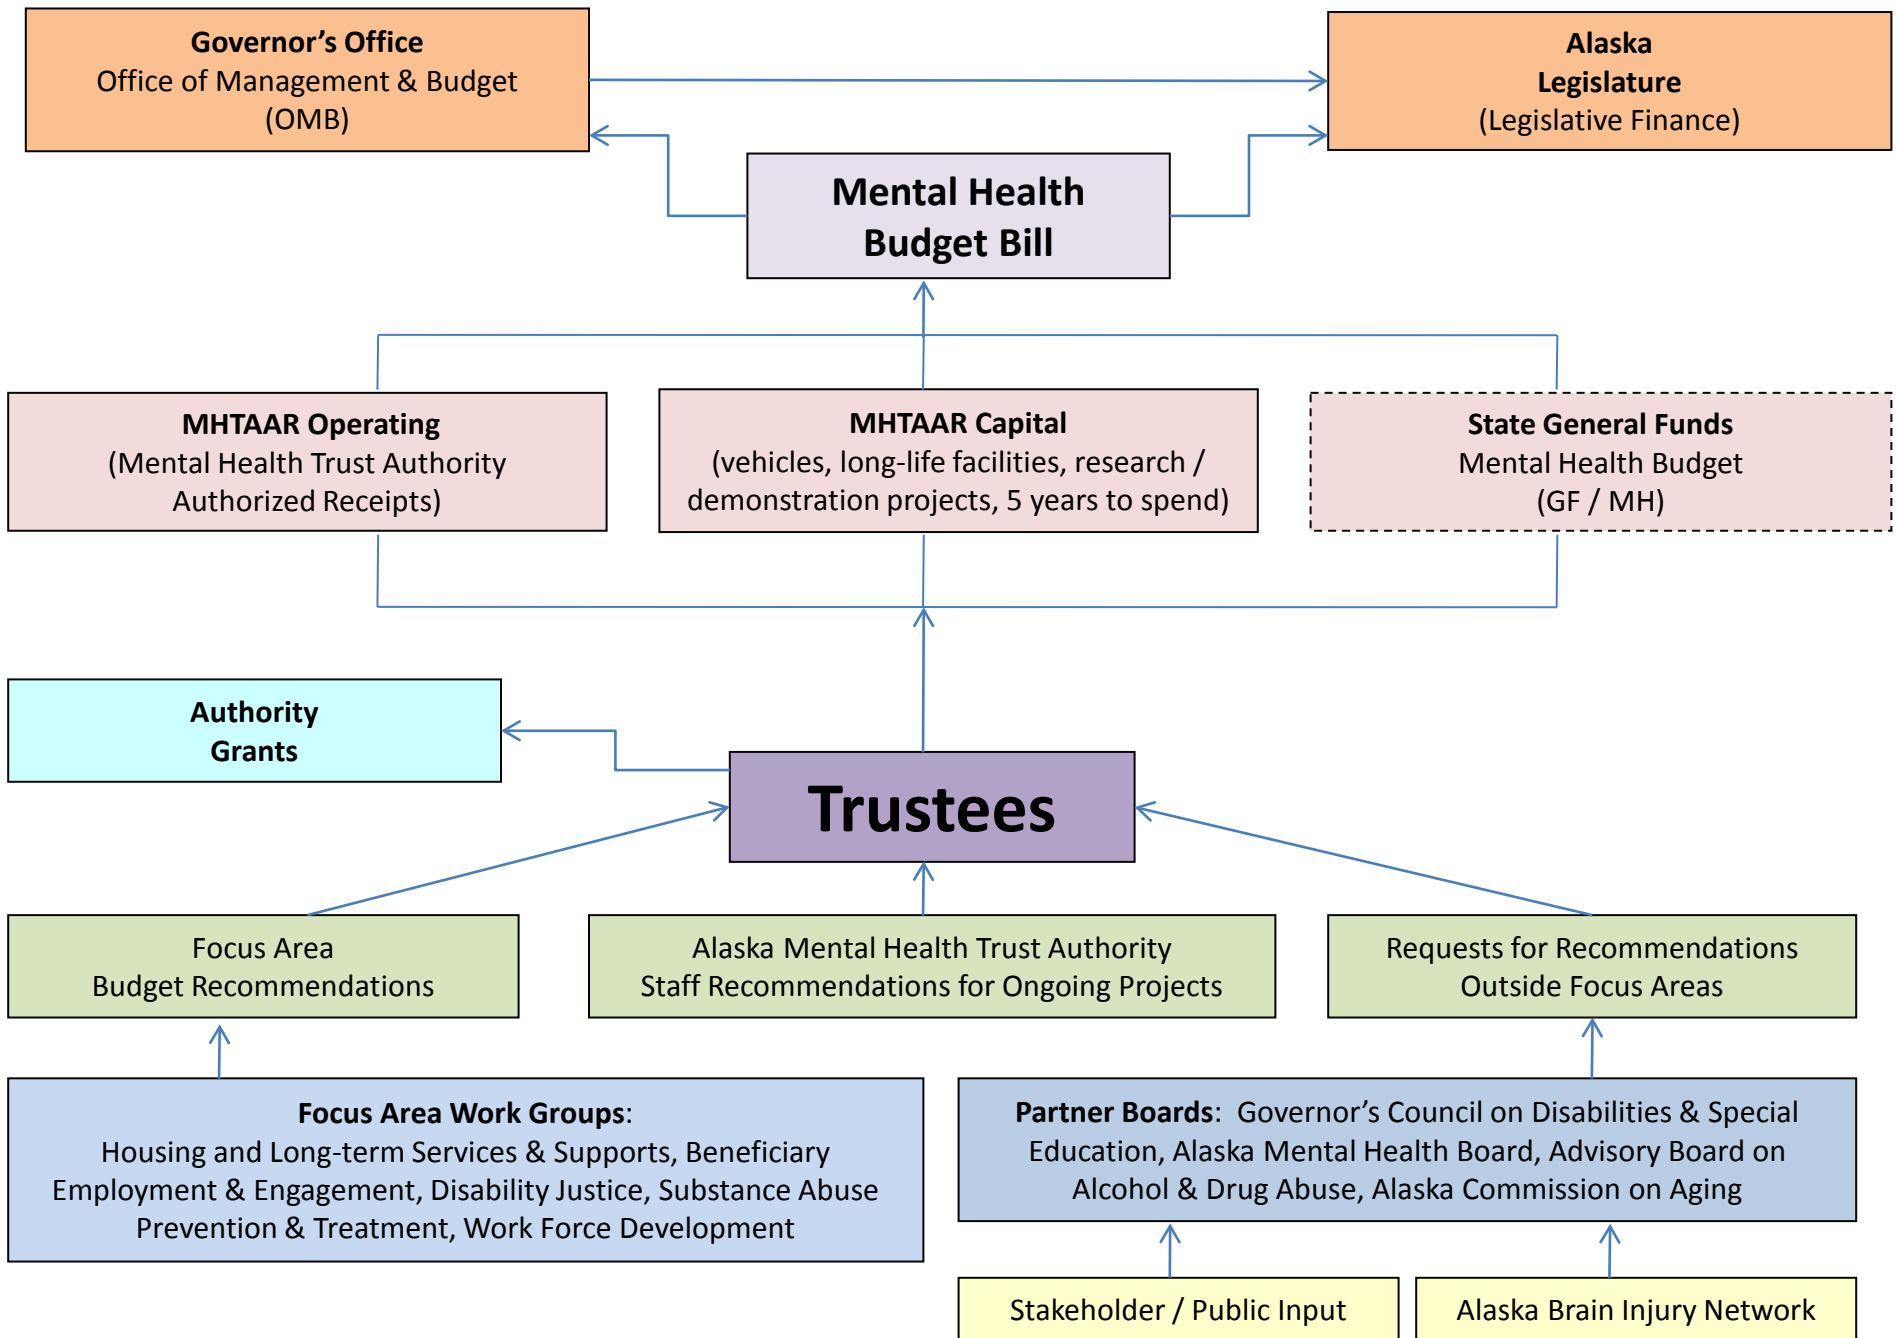 Governor’s Office
Office of Management & Budget
(OMB)
Alaska
Legislature
(Legislative Finance)
Mental Health
Budget Bill
MHTAAR Operating
(Mental Health Trust Authority
Authorized Receipts)
MHTAAR Capital
(vehicles, long-life facilities, research /
demonstration projects, 5 years to spend)
State General Funds
Mental Health Budget
(GF / MH)
Authority
Grants
Trustees
Focus Area
Budget Recommendations
Alaska Mental Health Trust Authority
Staff Recommendations for Ongoing Projects
Requests for Recommendations
Outside Focus Areas
Focus Area Work Groups:
Housing and Long-term Services & Supports, Beneficiary
Employment & Engagement, Disability Justice, Substance Abuse
Prevention & Treatment, Work Force Development
Partner Boards:  Governor’s Council on Disabilities & Special
Education, Alaska Mental Health Board, Advisory Board on
Alcohol & Drug Abuse, Alaska Commission on Aging
Stakeholder / Public Input
Alaska Brain Injury Network